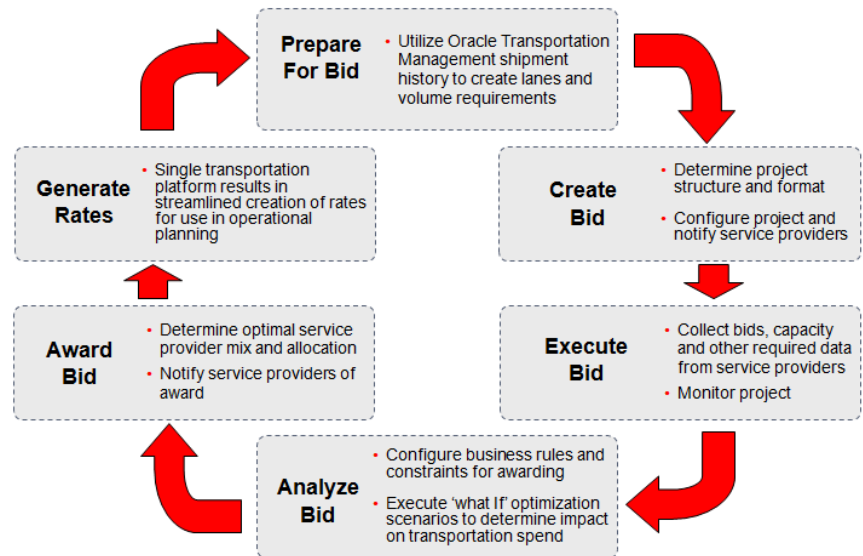 Prepare
For Bid
• Utilize Oracle Transportation
Management shipment
history to create lanes and
volume requirements
Create
Bid
• Determine project
structure and format
• Configure project and
notify service providers
Execute
Bid
• Collect bids, capacity
and other required data
from service providers
• Monitor project
Analyze
Bid
• Configure business rules and
constraints for awarding
• Execute ‘what If’ optimization
scenarios to determine impact
on transportation spend
Award
Bid
• Determine optimal service
provider mix and allocation
• Notify service providers of
award
Generate
Rates
• Single transportation
platform results in
streamlined creation of rates
for use in operational
planning